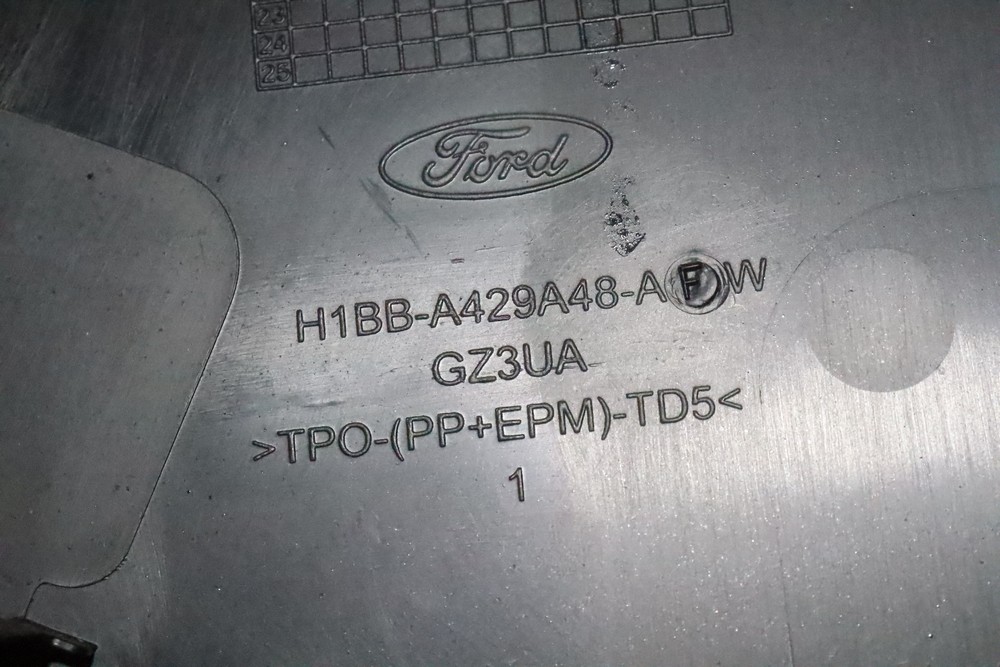 23
24
25
Ford
H1BB-A429A48-AFW
GZ3UA
>TPO-(PP+EPM)-TD5<
1